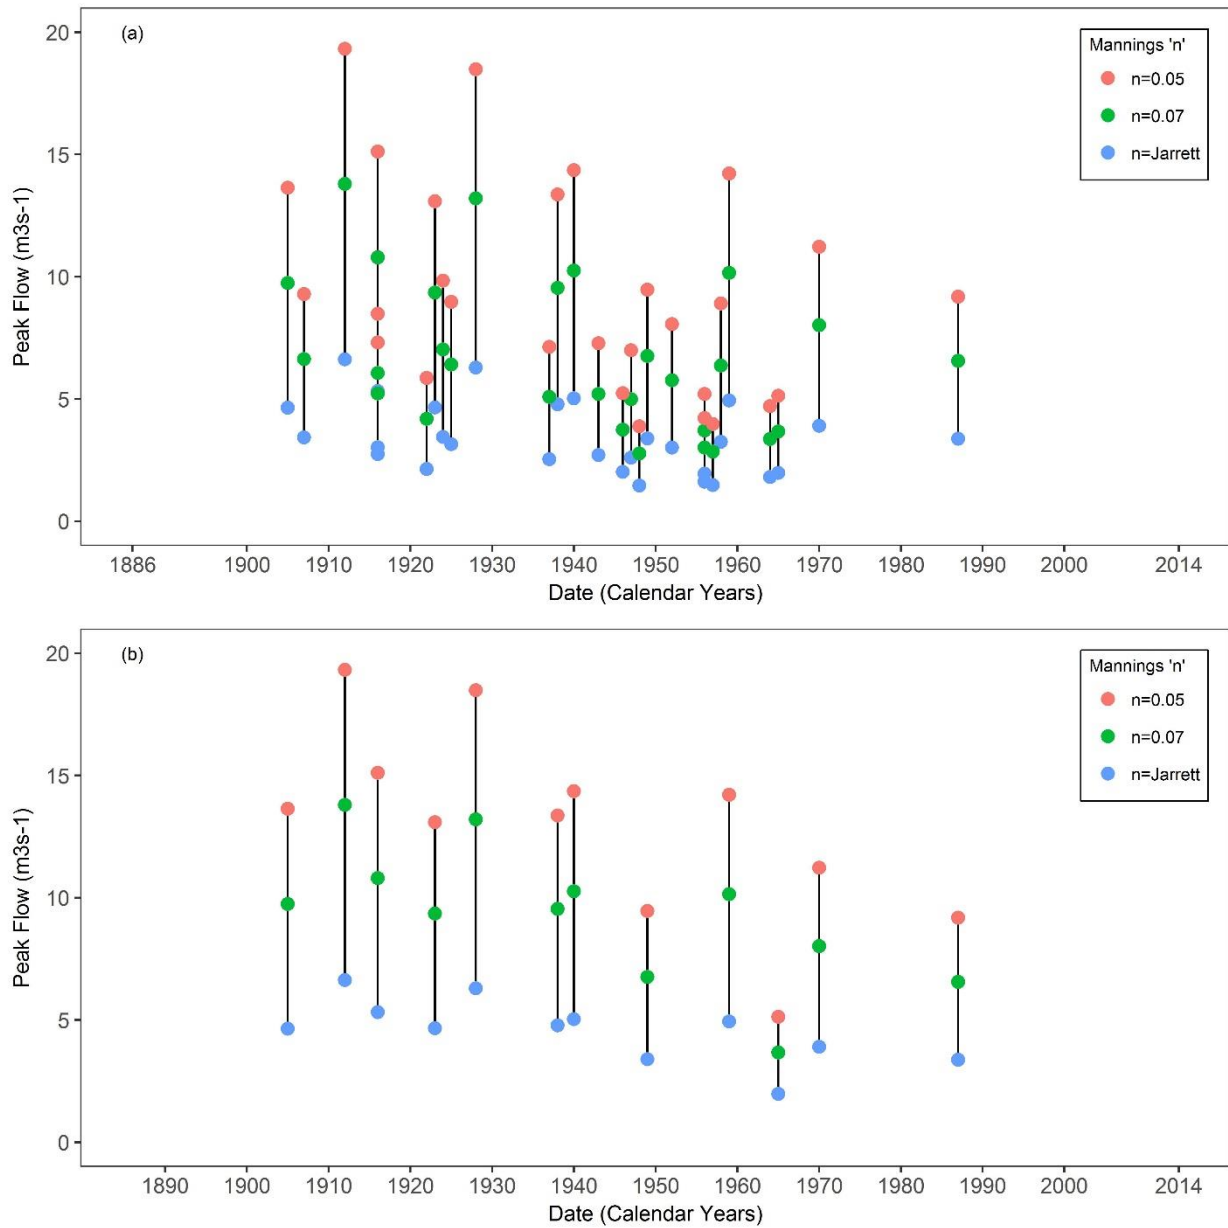 (a)
Mannings 'n'
n=0.05
n=0.07
n=Jarrett
Peak Flow (m3s-1)
20
15
10
5
0
1886 1900 1910 1920 1930 1940 1950 1960 1970 1980 1990 2000 2014
Date (Calendar Years)
(b)
Mannings 'n'
n=0.05
n=0.07
n=Jarrett
Peak Flow (m3s-1)
20
15
10
5
0
1890 1900 1910 1920 1930 1940 1950 1960 1970 1980 1990 2000 2014
Date (Calendar Years)